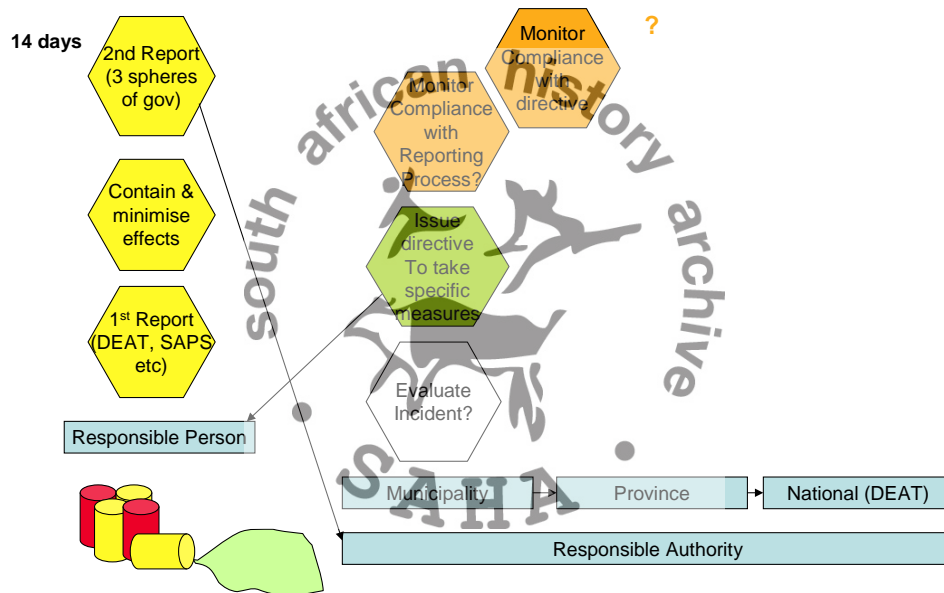 14 days
2nd Report
(3 spheres
of gov)
Contain &
minimise
effects
1st Report
(DEAT, SAPS
etc)
Responsible Person
?
Monitor
Compliance
with
directive
Monitor
Compliance
with
Reporting
Process?
Issue
directive
To take
specific
measures
Evaluate
Incident?
Municipality
Province
National (DEAT)
Responsible Authority
south african history archive
SAHA